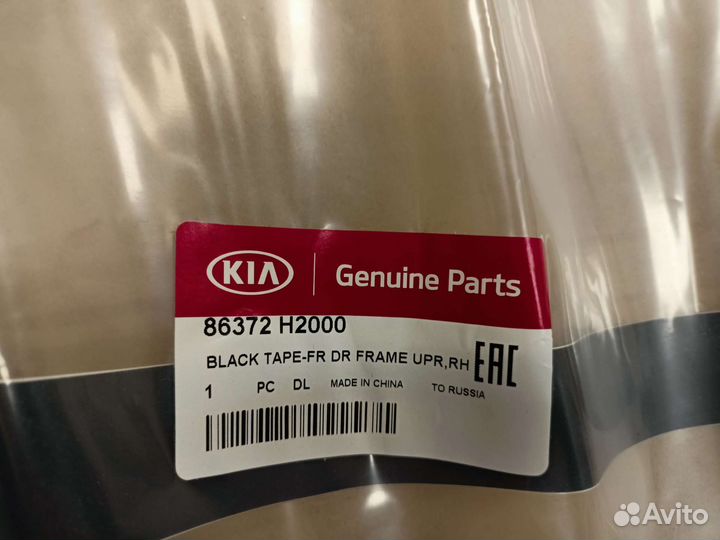 KIA
Genuine Parts
86372 H2000
BLACK TAPE-FR DR FRAME UPR,RH
EAC
1 PC DL MADE IN CHINA TO RUSSIA
Avito